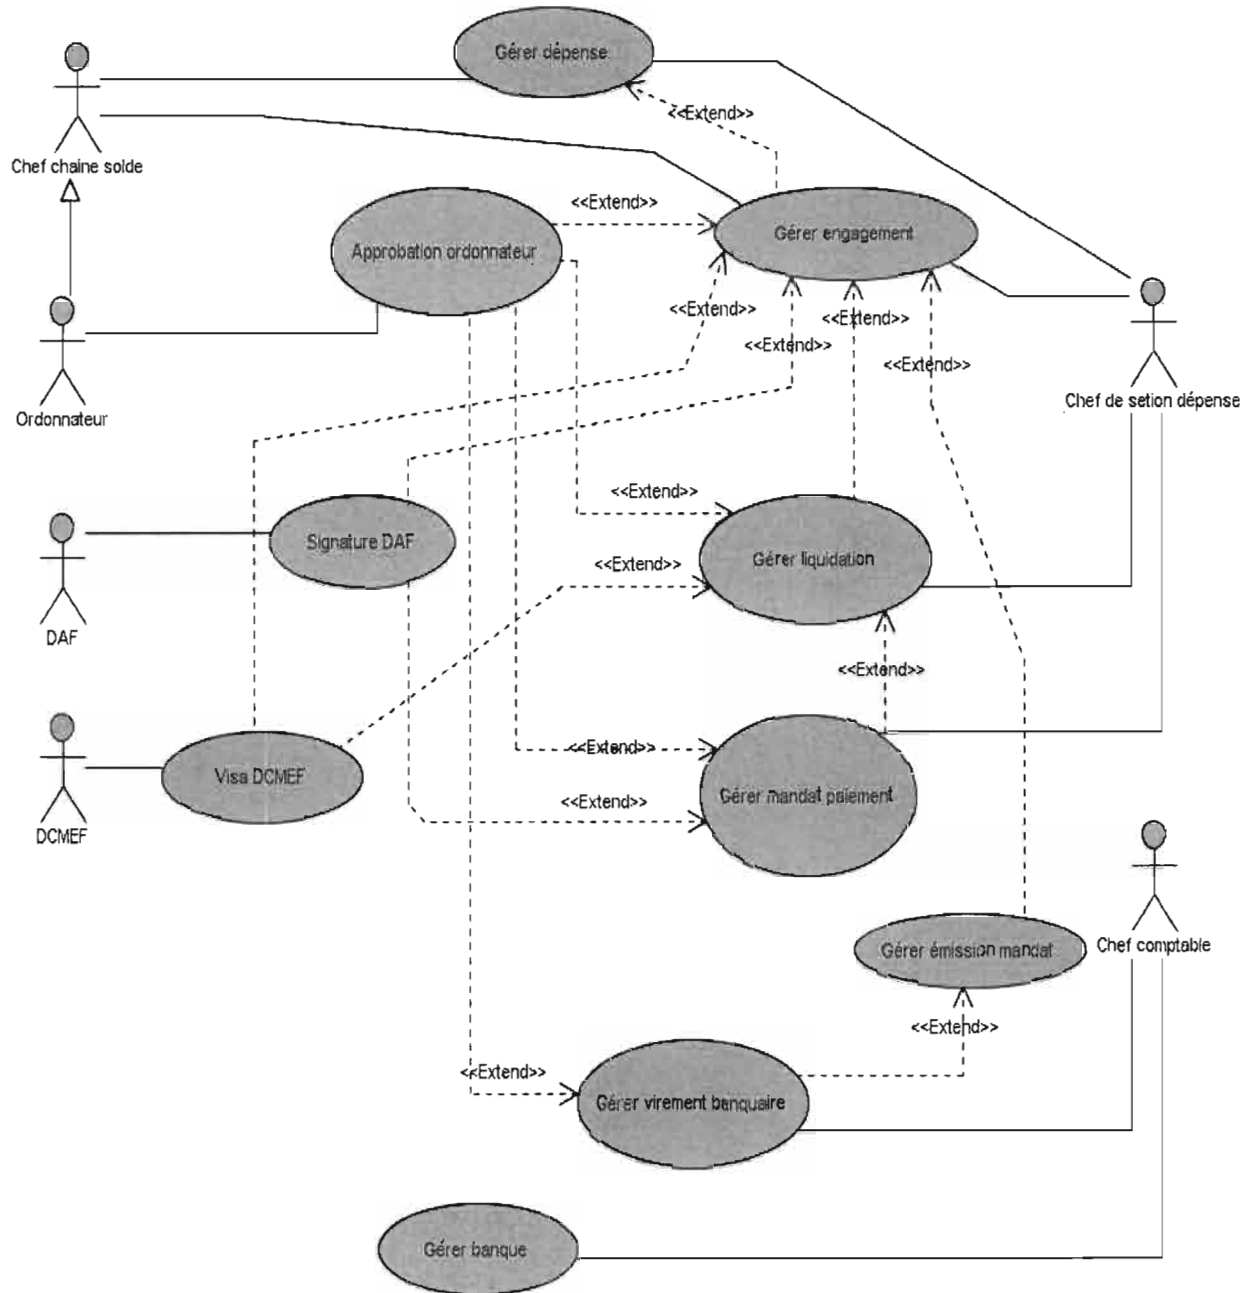 Gérer dépense
<<Extend>>
Chef chaine solde
<<Extend>>
Approbation ordonnateur
Gérer engagement
<<Extend>>
<<Extend>>
<<Extend>>
<<Extend>>
Ordonnateur
Chef de setion dépense
<<Extend>>
Signature DAF
Gérer liquidation
<<Extend>>
DAF
<<Extend>>
<<Extend>>
Visa DCMEF
Gérer mandat paiement
<<Extend>>
DCMEF
Gérer émission mandat
Chef comptable
<<Extend>>
<<Extend>>
Gérer virement banquaire
Gérer banque